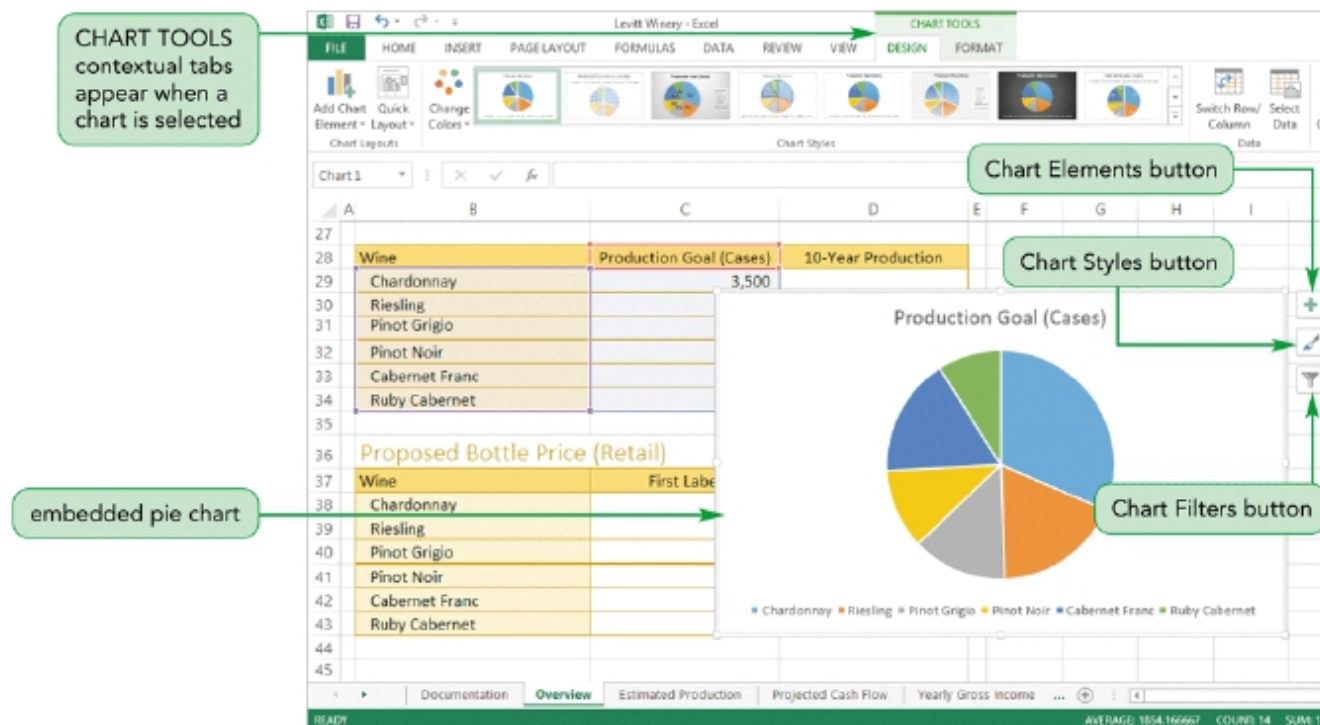 CHART TOOLS
contextual tabs
appear when a
chart is selected
Levitt Winery - Excel
CHART TOOLS
FILE HOME INSERT PAGE LAYOUT FORMULAS DATA REVIEW VIEW DESIGN FORMAT
Add Chart Quick Change Switch Row/ Select
Element Layout Colors Column Data
Chart Layouts Chart Styles Data
Chart 1 fx
Chart Elements button
A B C D E F G H I
27
28 Wine Production Goal (Cases) 10-Year Production
Chart Styles button
29 Chardonnay 3,500
30 Riesling
31 Pinot Grigio
32 Pinot Noir
33 Cabernet Franc
34 Ruby Cabernet
35
36 Proposed Bottle Price (Retail)
37 Wine First Labe
38 Chardonnay
39 Riesling
40 Pinot Grigio
41 Pinot Noir
42 Cabernet Franc
43 Ruby Cabernet
44
45
Production Goal (Cases)
Chardonnay Riesling Pinot Grigio Pinot Noir Cabernet Franc Ruby Cabernet
embedded pie chart
Chart Filters button
Documentation Overview Estimated Production Projected Cash Flow Yearly Gross Income ...
READY AVERAGE: 1854.166667 COUNT: 14 SUM: